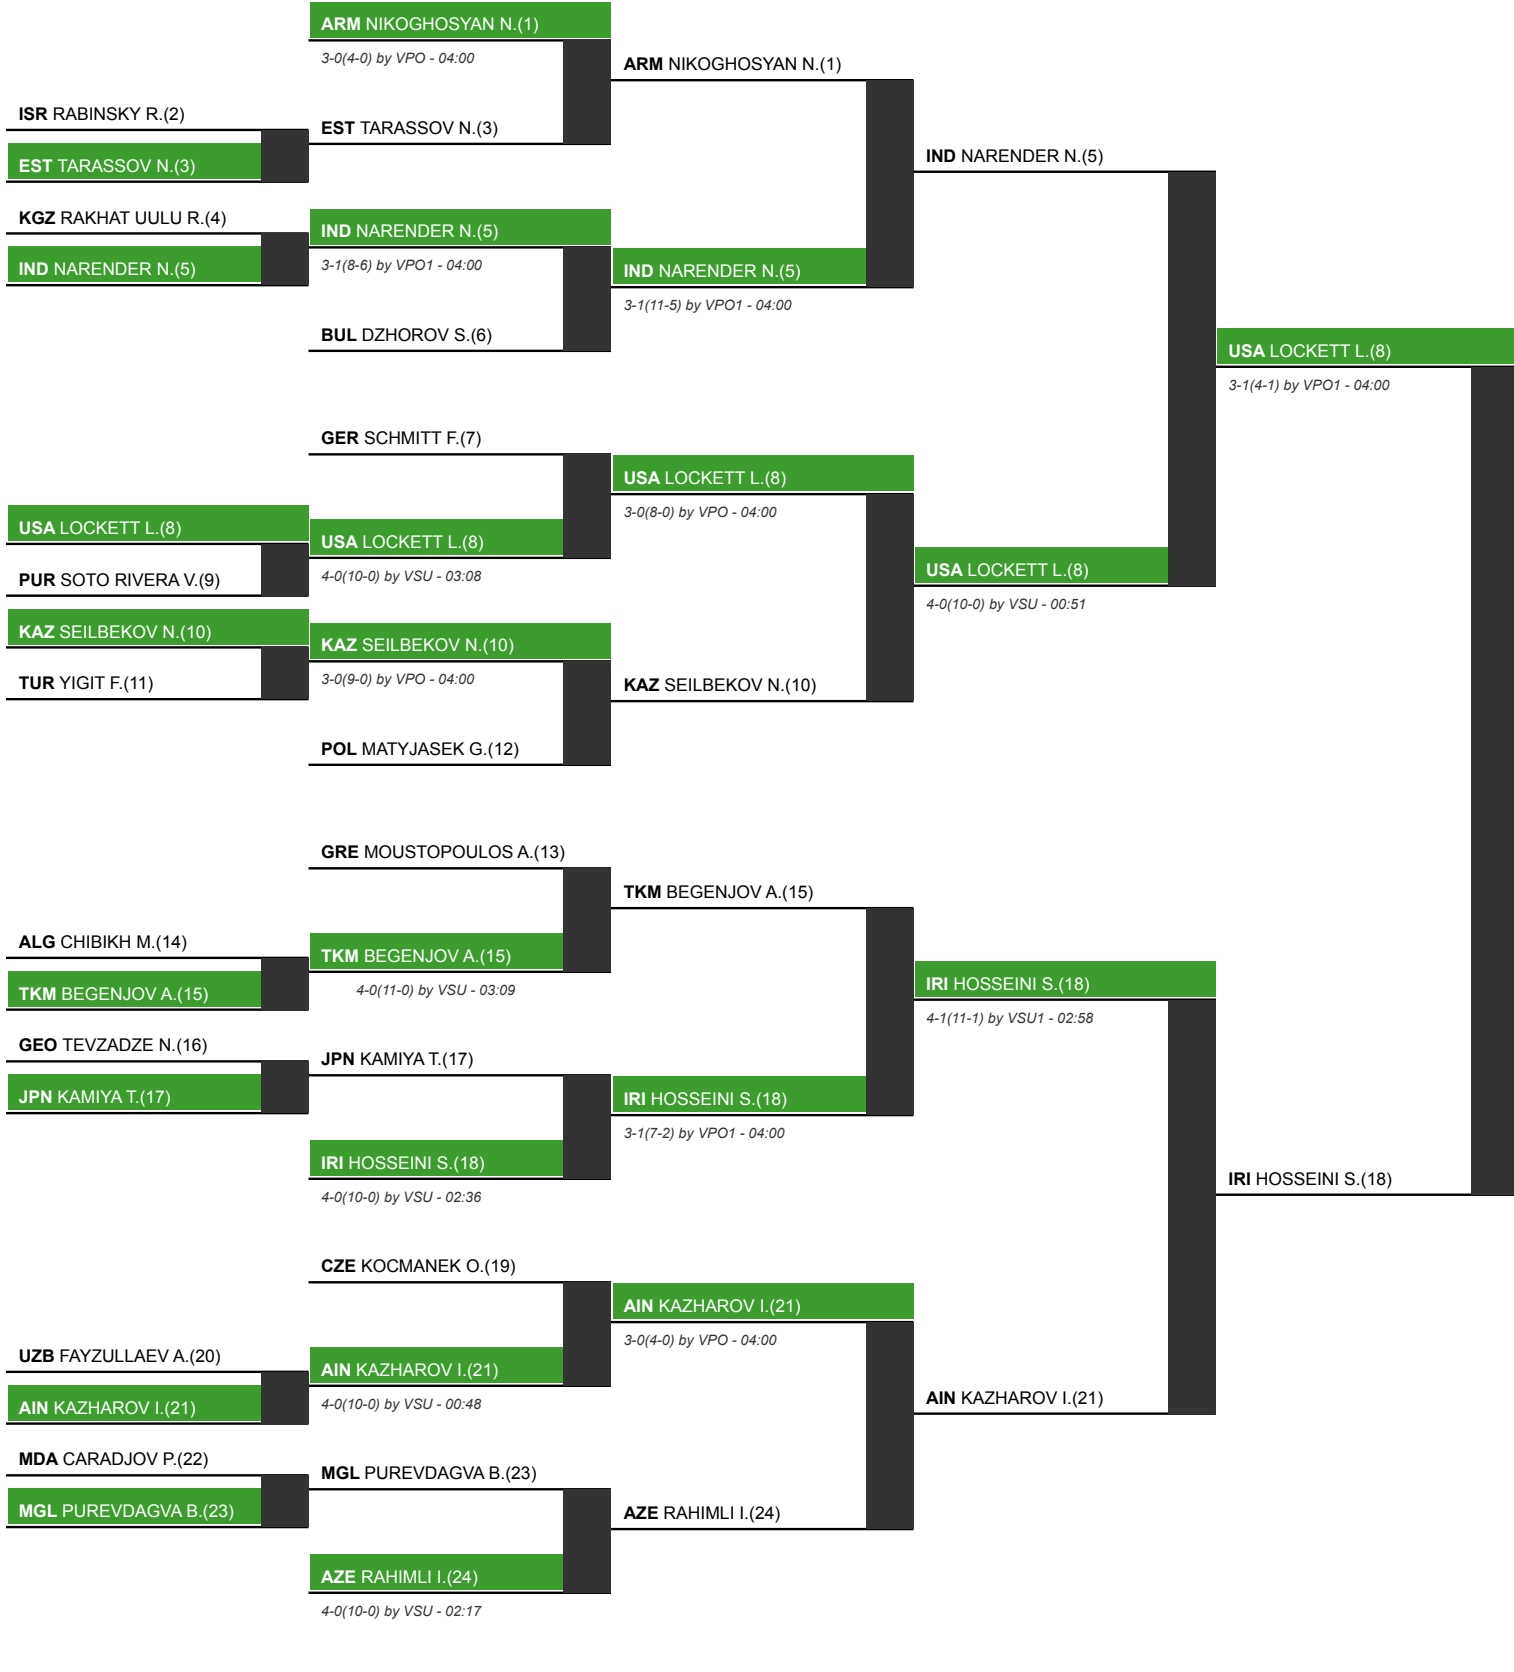 ARM NIKOGHOSYAN N.(1)
3-0(4-0) by VPO - 04:00
ARM NIKOGHOSYAN N.(1)
ISR RABINSKY R.(2)
EST TARASSOV N.(3)
IND NARENDER N.(5)
EST TARASSOV N.(3)
KGZ RAKHAT UULU R.(4)
IND NARENDER N.(5)
IND NARENDER N.(5)
3-1(8-6) by VPO1 - 04:00
IND NARENDER N.(5)
3-1(11-5) by VPO1 - 04:00
BUL DZHOROV S.(6)
USA LOCKETT L.(8)
3-1(4-1) by VPO1 - 04:00
GER SCHMITT F.(7)
USA LOCKETT L.(8)
3-0(8-0) by VPO - 04:00
USA LOCKETT L.(8)
USA LOCKETT L.(8)
4-0(10-0) by VSU - 03:08
USA LOCKETT L.(8)
4-0(10-0) by VSU - 00:51
PUR SOTO RIVERA V.(9)
KAZ SEILBEKOV N.(10)
KAZ SEILBEKOV N.(10)
3-0(9-0) by VPO - 04:00
TUR YIGIT F.(11)
KAZ SEILBEKOV N.(10)
POL MATYJASEK G.(12)
GRE MOUSTOPOULOS A.(13)
TKM BEGENJOV A.(15)
ALG CHIBIKH M.(14)
TKM BEGENJOV A.(15)
4-0(11-0) by VSU - 03:09
TKM BEGENJOV A.(15)
IRI HOSSEINI S.(18)
4-1(11-1) by VSU1 - 02:58
GEO TEVZADZE N.(16)
JPN KAMIYA T.(17)
JPN KAMIYA T.(17)
IRI HOSSEINI S.(18)
3-1(7-2) by VPO1 - 04:00
IRI HOSSEINI S.(18)
4-0(10-0) by VSU - 02:36
IRI HOSSEINI S.(18)
CZE KOCMANEK O.(19)
AIN KAZHAROV I.(21)
3-0(4-0) by VPO - 04:00
UZB FAYZULLAEV A.(20)
AIN KAZHAROV I.(21)
4-0(10-0) by VSU - 00:48
AIN KAZHAROV I.(21)
AIN KAZHAROV I.(21)
MDA CARADJOV P.(22)
MGL PUREVDAGVA B.(23)
MGL PUREVDAGVA B.(23)
AZE RAHIMLI I.(24)
AZE RAHIMLI I.(24)
4-0(10-0) by VSU - 02:17